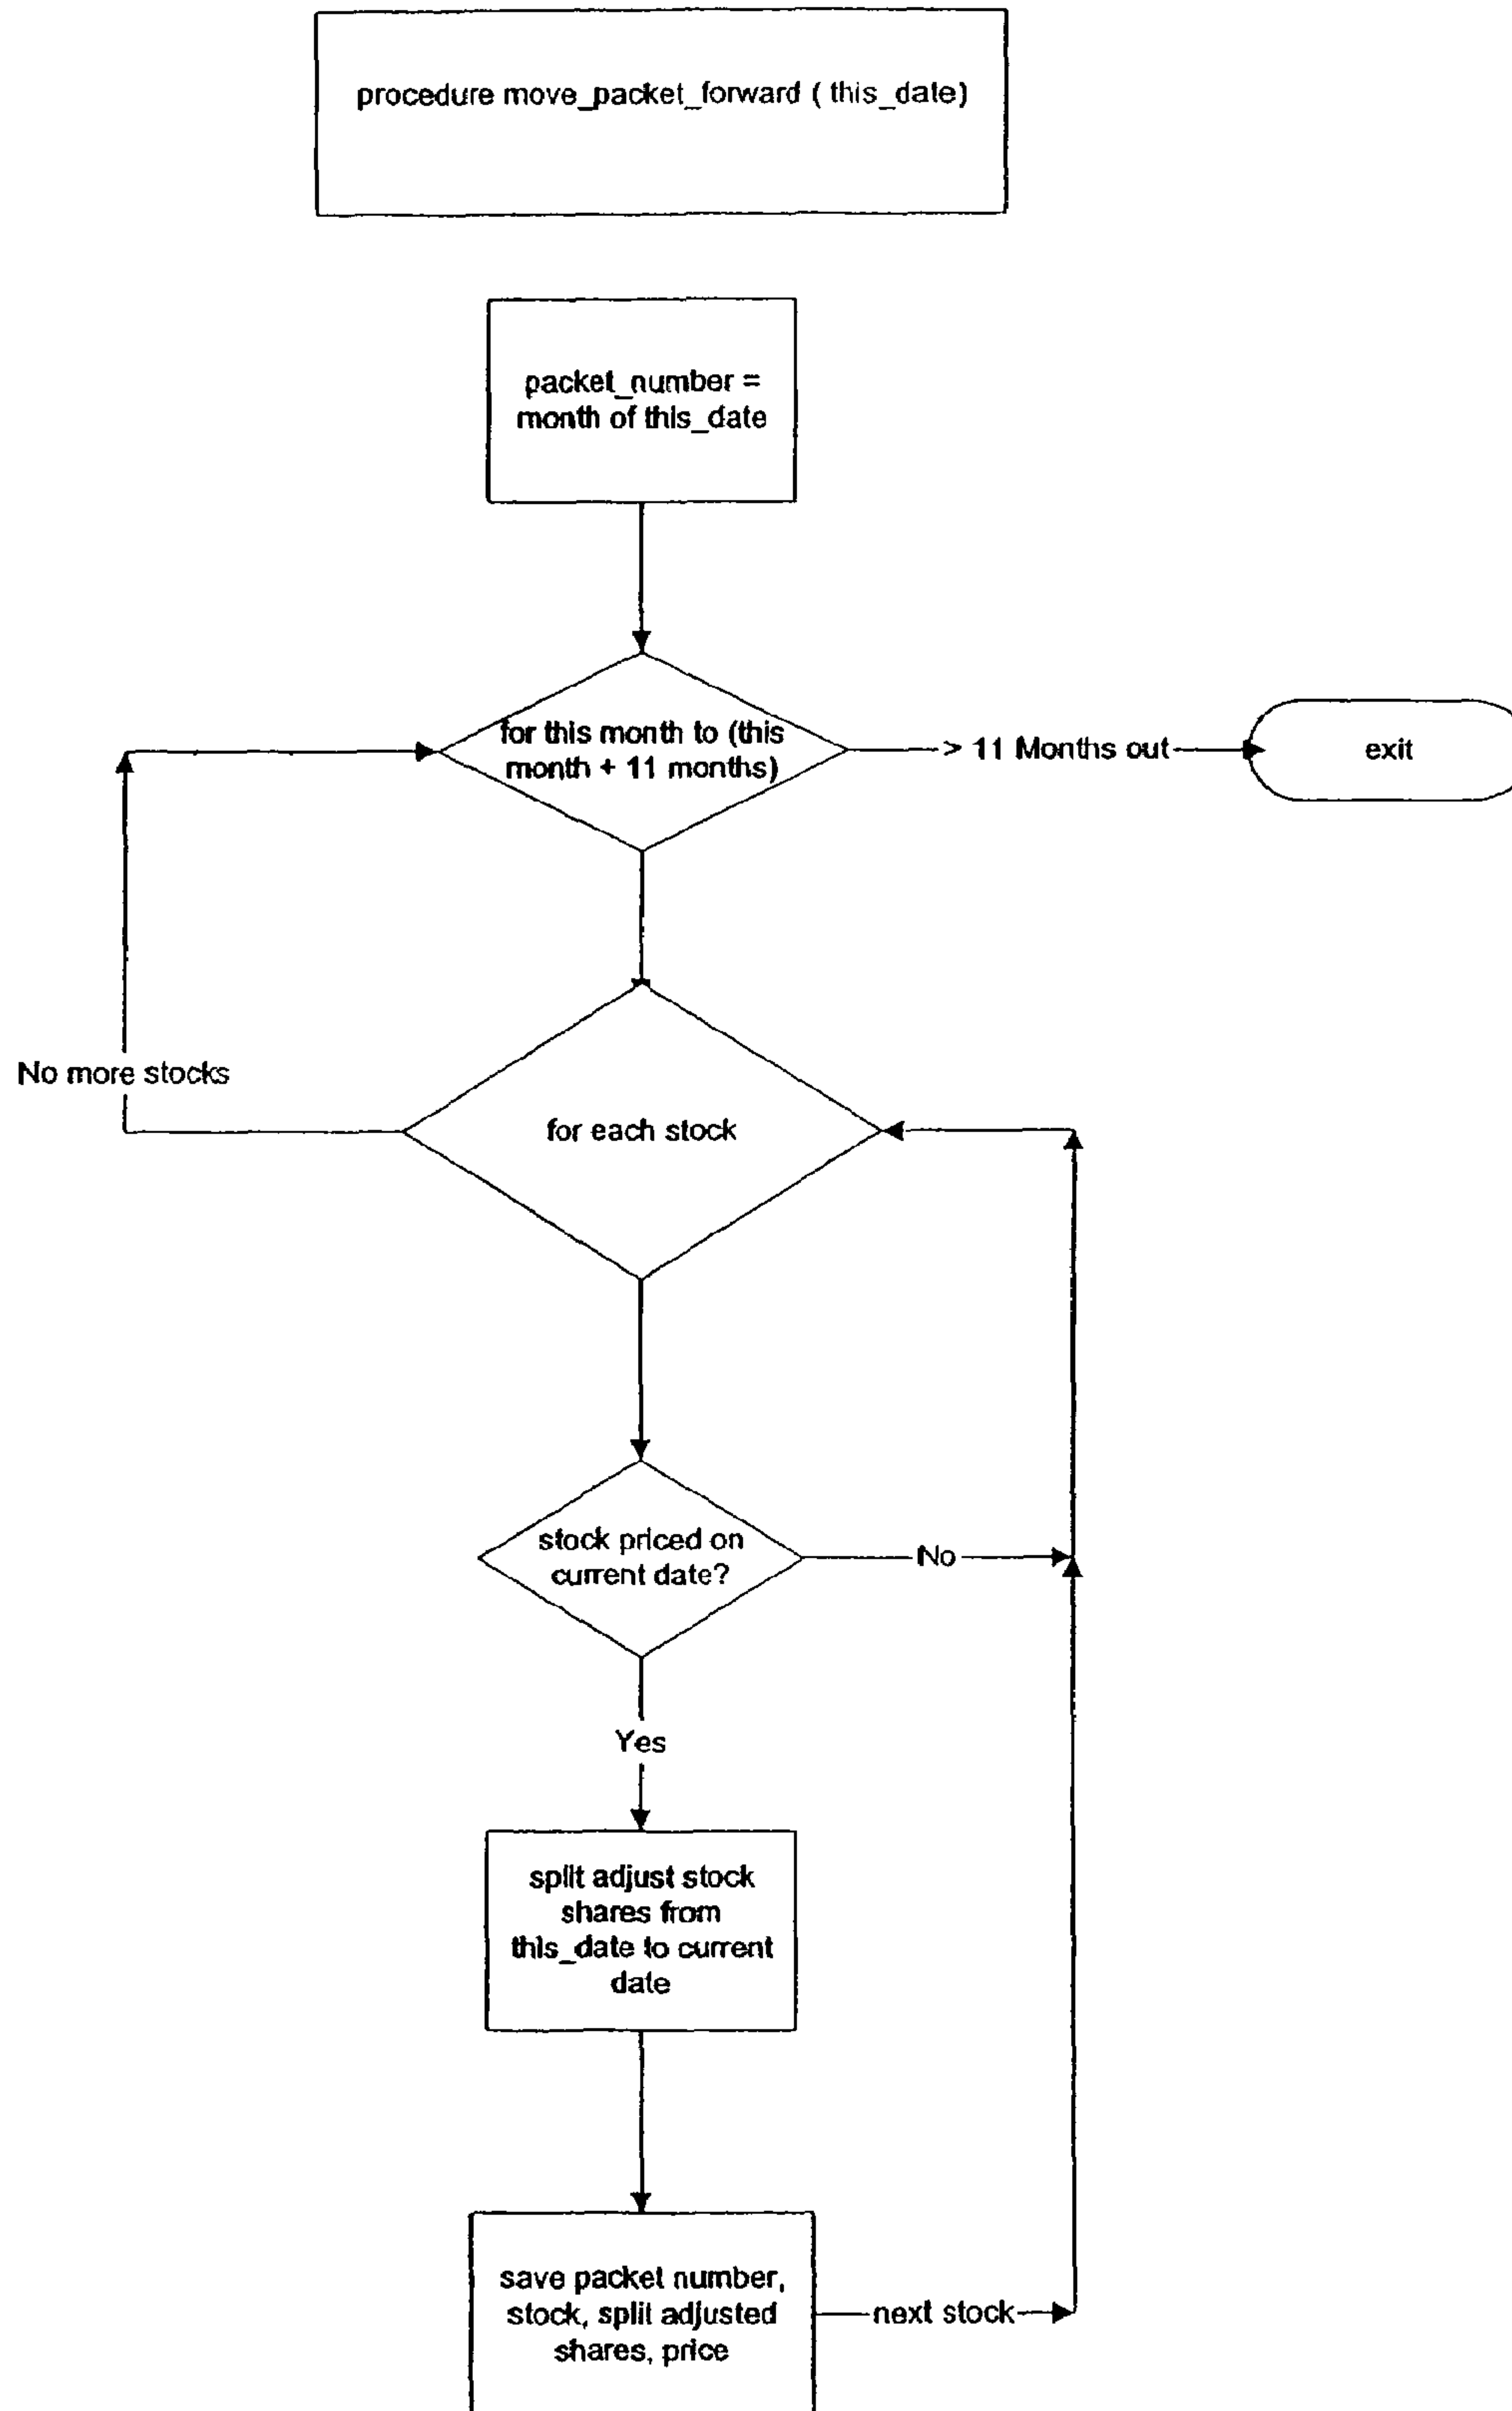 procedure move_packet_forward ( this_date)
packet_number =
month of this_date
for this month to (this
month + 11 months)
> 11 Months out
exit
No more stocks
for each stock
stock priced on
current date?
No
Yes
split adjust stock
shares from
this_date to current
date
save packet number,
stock, split adjusted
shares, price
next stock